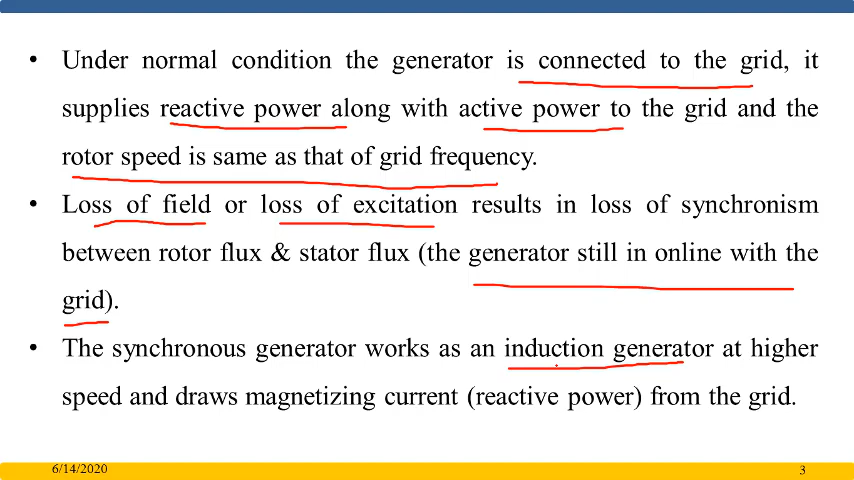 • Under normal condition the generator is connected to the grid, it
supplies reactive power along with active power to the grid and the
rotor speed is same as that of grid frequency.
• Loss of field or loss of excitation results in loss of synchronism
between rotor flux & stator flux (the generator still in online with the
grid).
• The synchronous generator works as an induction generator at higher
speed and draws magnetizing current (reactive power) from the grid.
6/14/2020
3